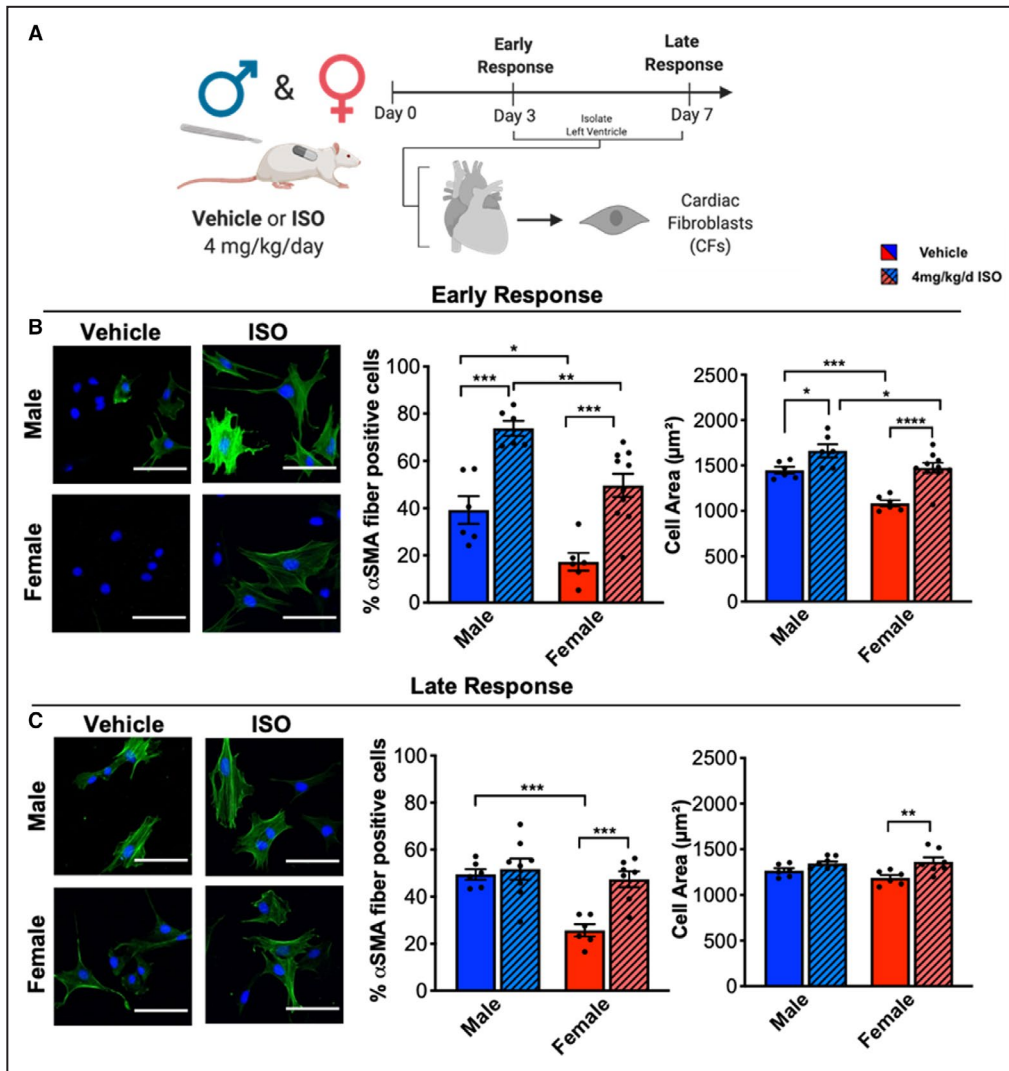 A
♂ & ♀
Early
Response
Late
Response
Day 0
Day 3
Isolate
Left Ventricle
Day 7
Vehicle or ISO
4 mg/kg/day
Cardiac
Fibroblasts
(CFs)
Vehicle
4mg/kg/d ISO
Early Response
B
Vehicle
ISO
Male
Female
% αSMA fiber positive cells
100
80
60
40
20
0
*
***
**
***
Male
Female
Cell Area (µm²)
2500
2000
1500
1000
500
0
***
*
*
****
Male
Female
Late Response
C
Vehicle
ISO
Male
Female
% αSMA fiber positive cells
100
80
60
40
20
0
***
***
Male
Female
Cell Area (µm²)
2500
2000
1500
1000
500
0
**
Male
Female